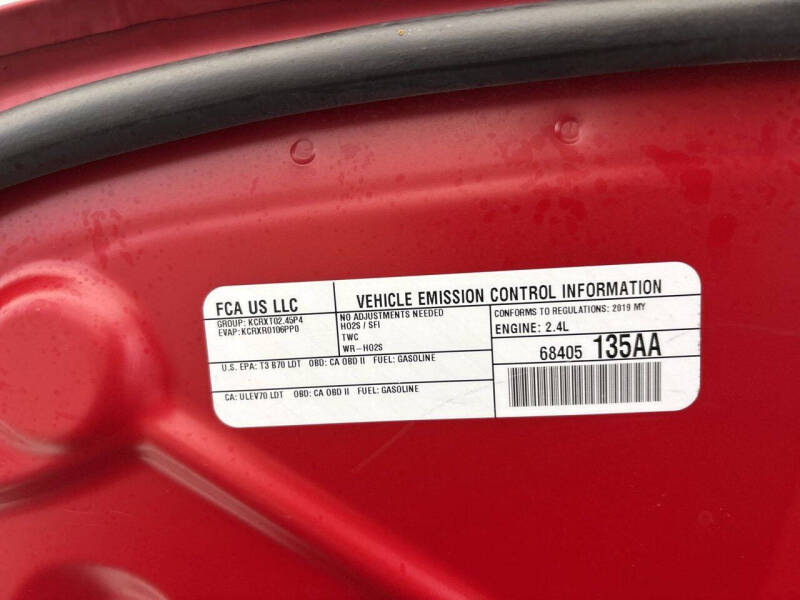 FCA US LLC
GROUP: KCRXT02.45P4
EVAP: KCRXR0106PP0
VEHICLE EMISSION CONTROL INFORMATION
NO ADJUSTMENTS NEEDED
HO2S / SFI
TWC
WR-HO2S
CONFORMS TO REGULATIONS: 2019 MY
ENGINE: 2.4L
U.S. EPA: T3 B70 LDT OBD: CA OBD II FUEL: GASOLINE
CA: ULEV70 LDT OBD: CA OBD II FUEL: GASOLINE
68405 135AA